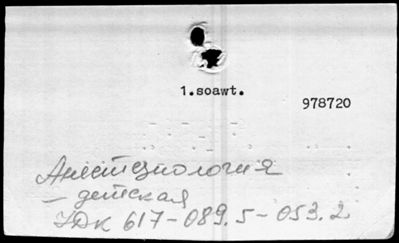 1.soawt.
978720
Анестезиология
- детская
УДК 617-089.5-053.2